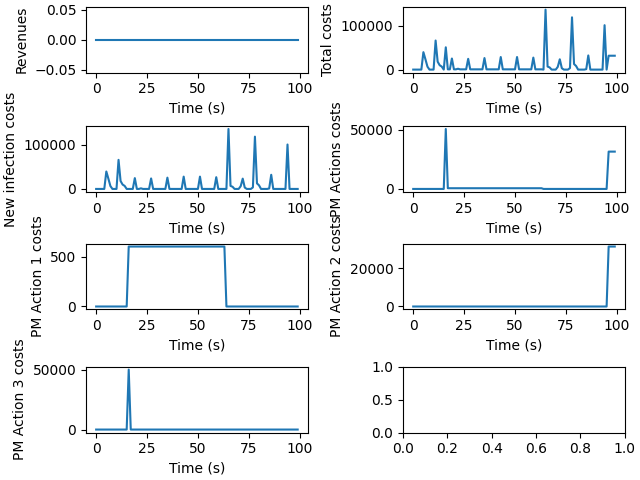 Revenues
0.05
0.00
−0.05
0 25 50 75 100
Time (s)
Total costs
100000
0
0 25 50 75 100
Time (s)
New infection costs
100000
0
0 25 50 75 100
Time (s)
PM Actions costs
50000
0
0 25 50 75 100
Time (s)
PM Action 1 costs
500
0
0 25 50 75 100
Time (s)
PM Action 2 costs
20000
0
0 25 50 75 100
Time (s)
PM Action 3 costs
50000
0
0 25 50 75 100
Time (s)
1.0
0.5
0.0
0.0 0.2 0.4 0.6 0.8 1.0